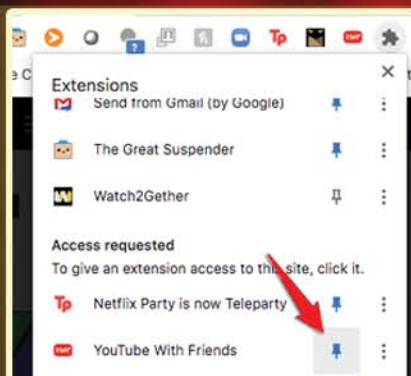 Tp
?
Extensions
Send from Gmail (by Google)
The Great Suspender
Watch2Gether
Access requested
To give an extension access to this site, click it.
Tp Netflix Party is now Teleparty
YouTube With Friends